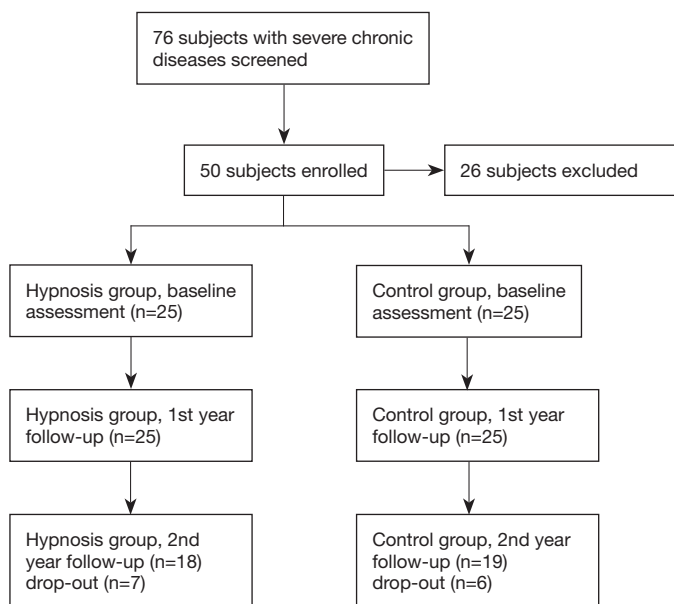 76 subjects with severe chronic
diseases screened
50 subjects enrolled
26 subjects excluded
Hypnosis group, baseline
assessment (n=25)
Control group, baseline
assessment (n=25)
Hypnosis group, 1st year
follow-up (n=25)
Control group, 1st year
follow-up (n=25)
Hypnosis group, 2nd
year follow-up (n=18)
drop-out (n=7)
Control group, 2nd year
follow-up (n=19)
drop-out (n=6)